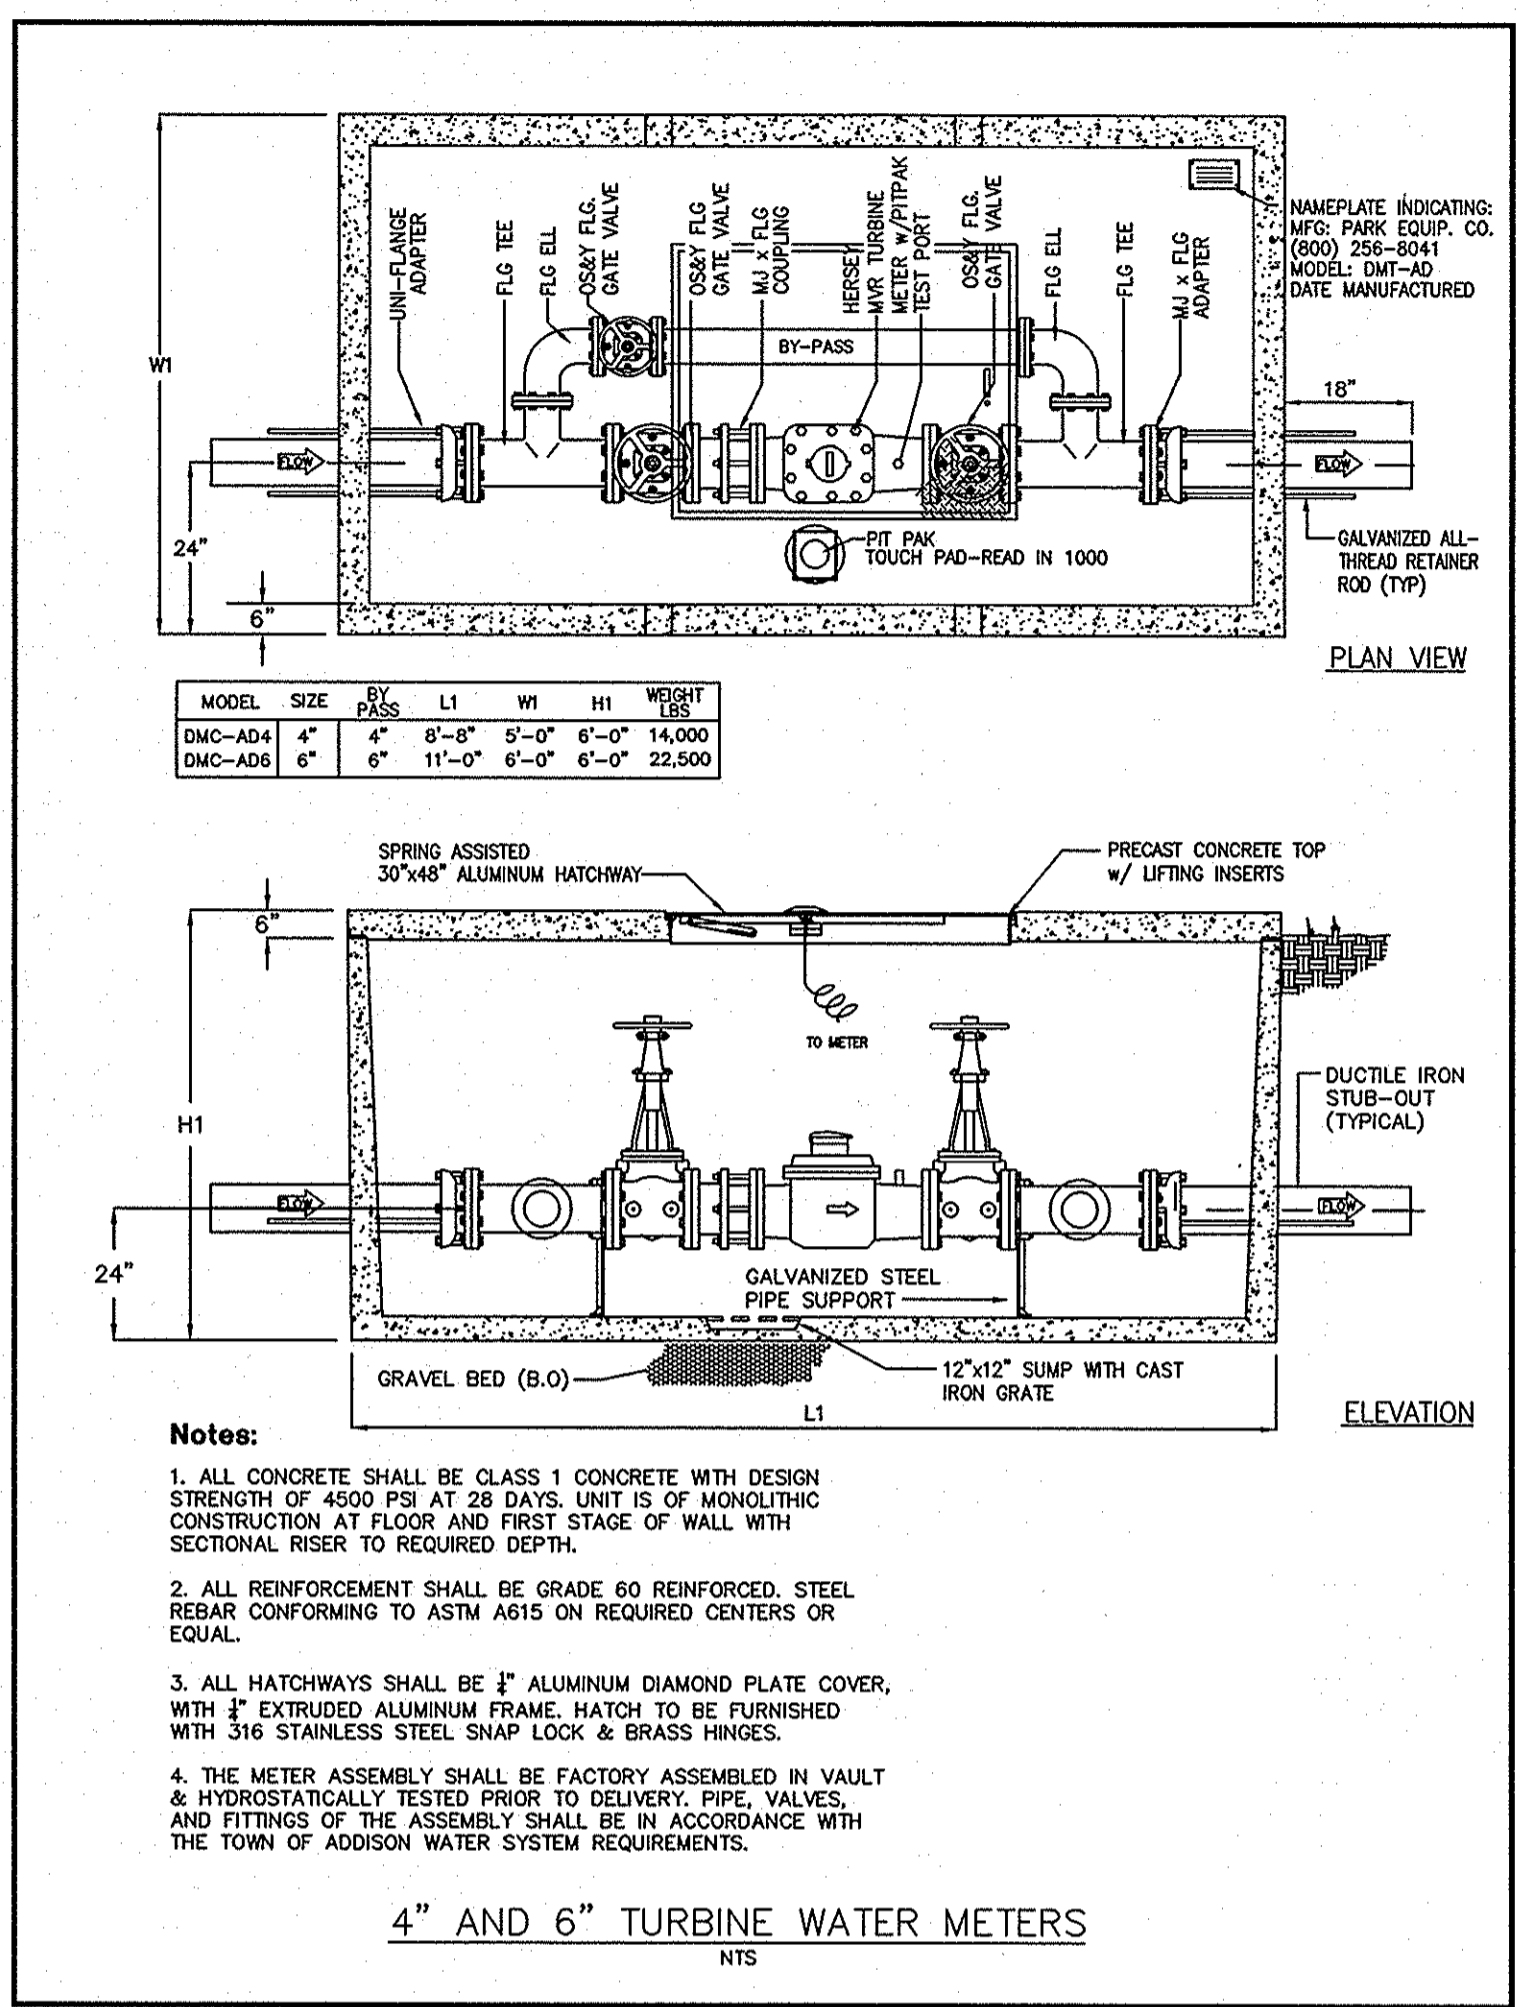 UNI-FLANGE
ADAPTER
FLG TEE
FLG ELL
OS&Y FLG.
GATE VALVE
OS&Y FLG
GATE VALVE
MJ x FLG
COUPLING
HERSEY
MVR TURBINE
METER w/PITPAK
TEST PORT
OS&Y FLG.
GATE VALVE
FLG ELL
FLG TEE
MJ x FLG
ADAPTER
NAMEPLATE INDICATING:
MFG: PARK EQUIP. CO.
(800) 256-8041
MODEL: DMT-AD
DATE MANUFACTURED
W1
BY-PASS
18"
FLOW
FLOW
24"
6"
PIT PAK
TOUCH PAD-READ IN 1000
GALVANIZED ALL-
THREAD RETAINER
ROD (TYP)
PLAN VIEW
MODEL SIZE BY PASS L1 W1 H1 WEIGHT LBS
DMC-AD4 4" 4" 8'-8" 5'-0" 6'-0" 14,000
DMC-AD6 6" 6" 11'-0" 6'-0" 6'-0" 22,500
SPRING ASSISTED
30"x48" ALUMINUM HATCHWAY
PRECAST CONCRETE TOP
w/ LIFTING INSERTS
6"
TO METER
H1
DUCTILE IRON
STUB-OUT
(TYPICAL)
FLOW
FLOW
24"
GALVANIZED STEEL
PIPE SUPPORT
GRAVEL BED (B.O)
12"x12" SUMP WITH CAST
IRON GRATE
L1
ELEVATION
Notes:
1. ALL CONCRETE SHALL BE CLASS 1 CONCRETE WITH DESIGN
STRENGTH OF 4500 PSI AT 28 DAYS. UNIT IS OF MONOLITHIC
CONSTRUCTION AT FLOOR AND FIRST STAGE OF WALL WITH
SECTIONAL RISER TO REQUIRED DEPTH.
2. ALL REINFORCEMENT SHALL BE GRADE 60 REINFORCED. STEEL
REBAR CONFORMING TO ASTM A615 ON REQUIRED CENTERS OR
EQUAL.
3. ALL HATCHWAYS SHALL BE ¼" ALUMINUM DIAMOND PLATE COVER,
WITH ¼" EXTRUDED ALUMINUM FRAME. HATCH TO BE FURNISHED
WITH 316 STAINLESS STEEL SNAP LOCK & BRASS HINGES.
4. THE METER ASSEMBLY SHALL BE FACTORY ASSEMBLED IN VAULT
& HYDROSTATICALLY TESTED PRIOR TO DELIVERY. PIPE, VALVES,
AND FITTINGS OF THE ASSEMBLY SHALL BE IN ACCORDANCE WITH
THE TOWN OF ADDISON WATER SYSTEM REQUIREMENTS.
4" AND 6" TURBINE WATER METERS
NTS